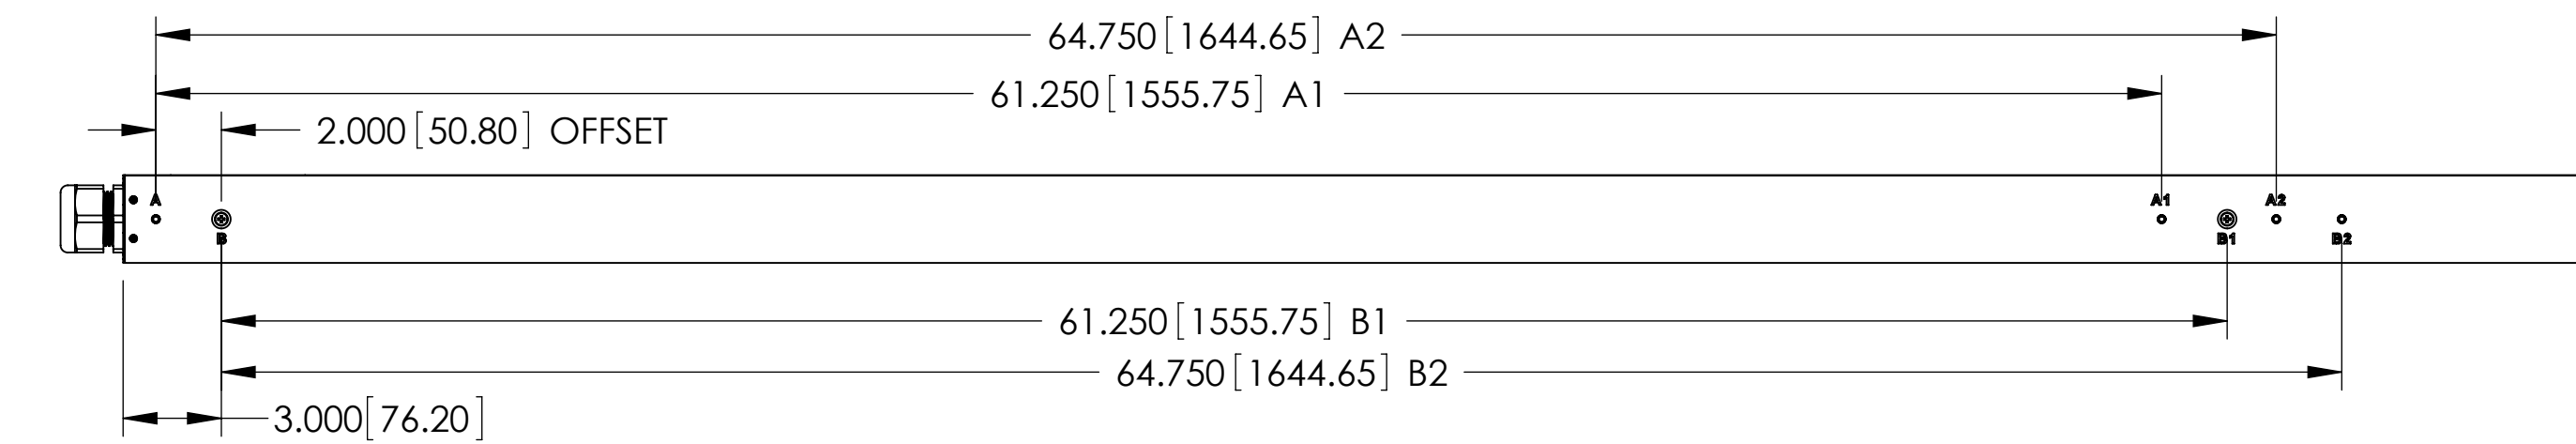 64.750[1644.65] A2
61.250[1555.75] A1
2.000[50.80] OFFSET
A
A1
A2
B
B1
B2
61.250[1555.75] B1
64.750[1644.65] B2
3.000[76.20]